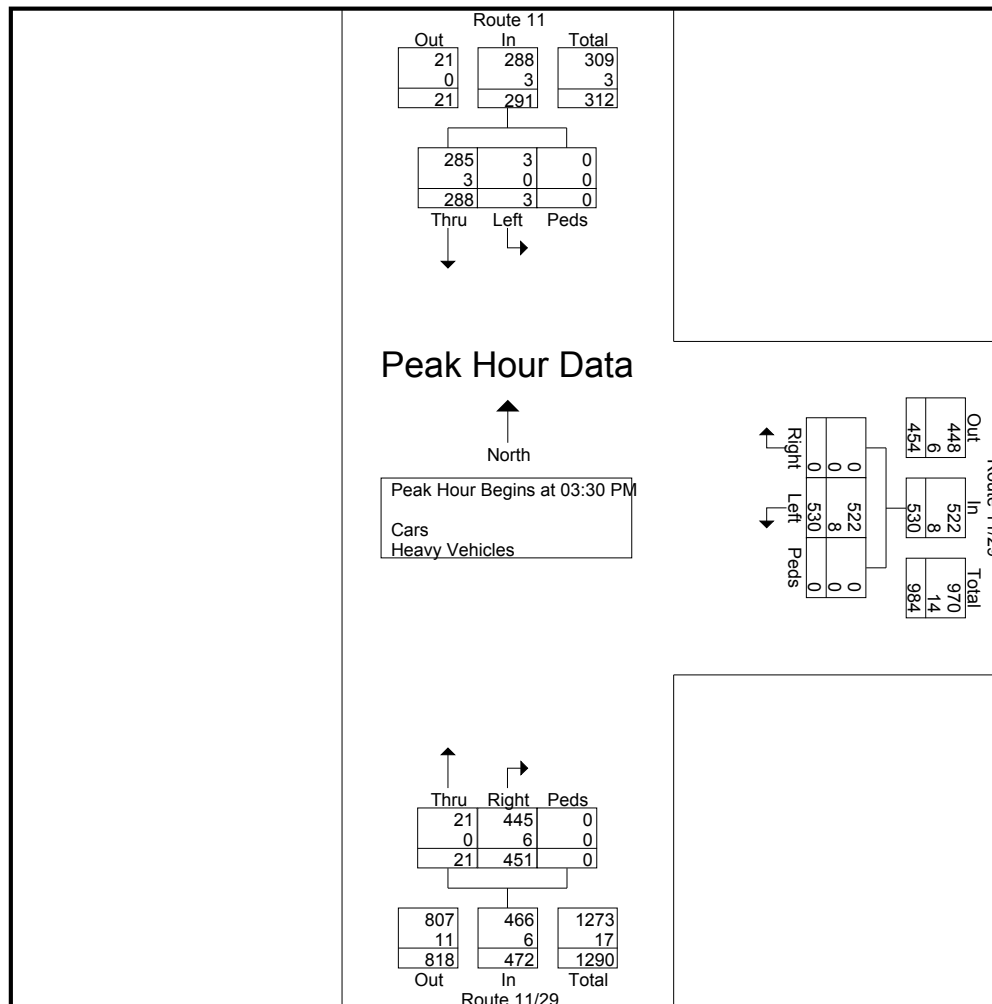 Route 11
Out In Total
21 288 309
0 3 3
21 291 312
285 3 0
3 0 0
288 3 0
Thru Left Peds
Peak Hour Data
North
Peak Hour Begins at 03:30 PM
Cars
Heavy Vehicles
Right Left Peds
0 522 0
0 8 0
0 530 0
Out In Total
448 522 970
6 8 14
454 530 984
Route 11/29
Thru Right Peds
21 445 0
0 6 0
21 451 0
807 466 1273
11 6 17
818 472 1290
Out In Total
Route 11/29